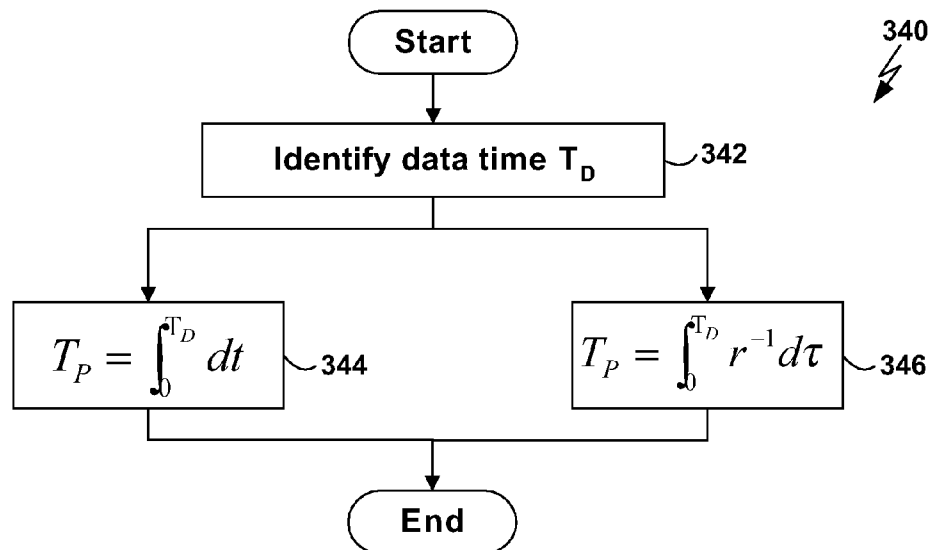 Start
340
Identify data time T_D
342
T_P = ∫_0^{T_D} dt
344
T_P = ∫_0^{T_D} r^{-1} dτ
346
End